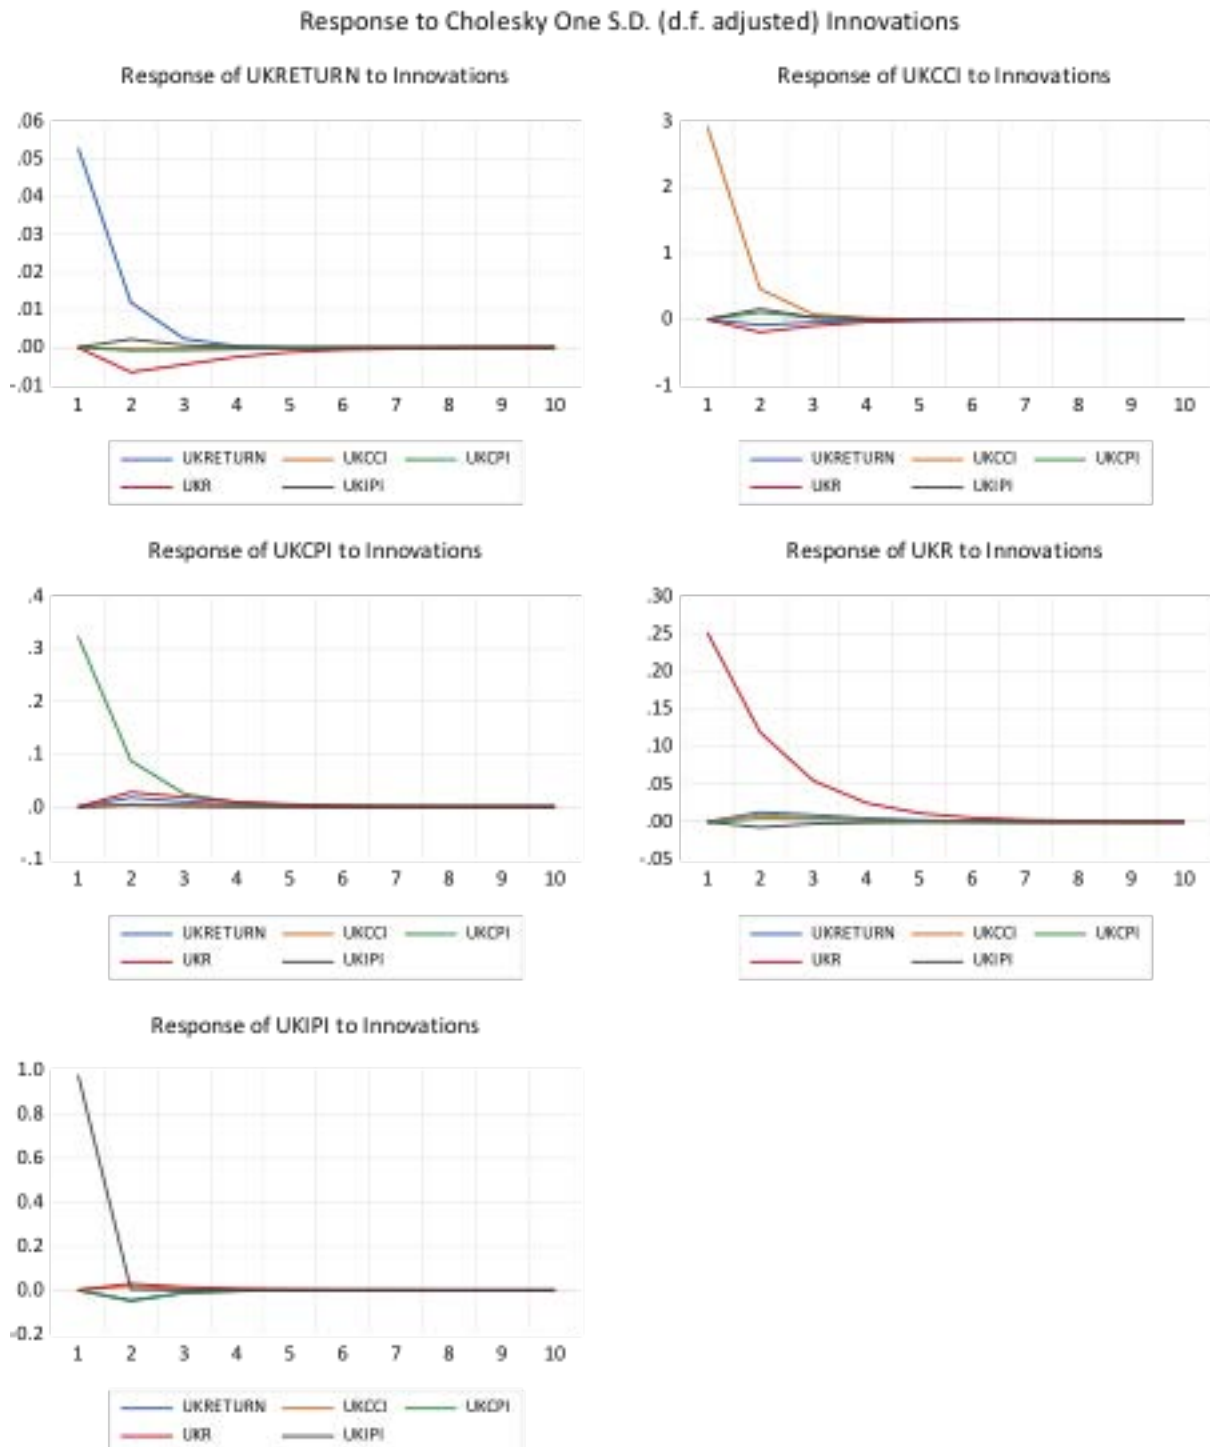 Response to Cholesky One S.D. (d.f. adjusted) Innovations
Response of UKRETURN to Innovations
.06
.05
.04
.03
.02
.01
.00
-.01
1 2 3 4 5 6 7 8 9 10
UKRETURN UKCCI UKCPI
UKR UKIPI
Response of UKCCI to Innovations
3
2
1
0
-1
1 2 3 4 5 6 7 8 9 10
UKRETURN UKCCI UKCPI
UKR UKIPI
Response of UKCPI to Innovations
.4
.3
.2
.1
.0
-.1
1 2 3 4 5 6 7 8 9 10
UKRETURN UKCCI UKCPI
UKR UKIPI
Response of UKR to Innovations
.30
.25
.20
.15
.10
.05
.00
-.05
1 2 3 4 5 6 7 8 9 10
UKRETURN UKCCI UKCPI
UKR UKIPI
Response of UKIPI to Innovations
1.0
0.8
0.6
0.4
0.2
0.0
-0.2
1 2 3 4 5 6 7 8 9 10
UKRETURN UKCCI UKCPI
UKR UKIPI